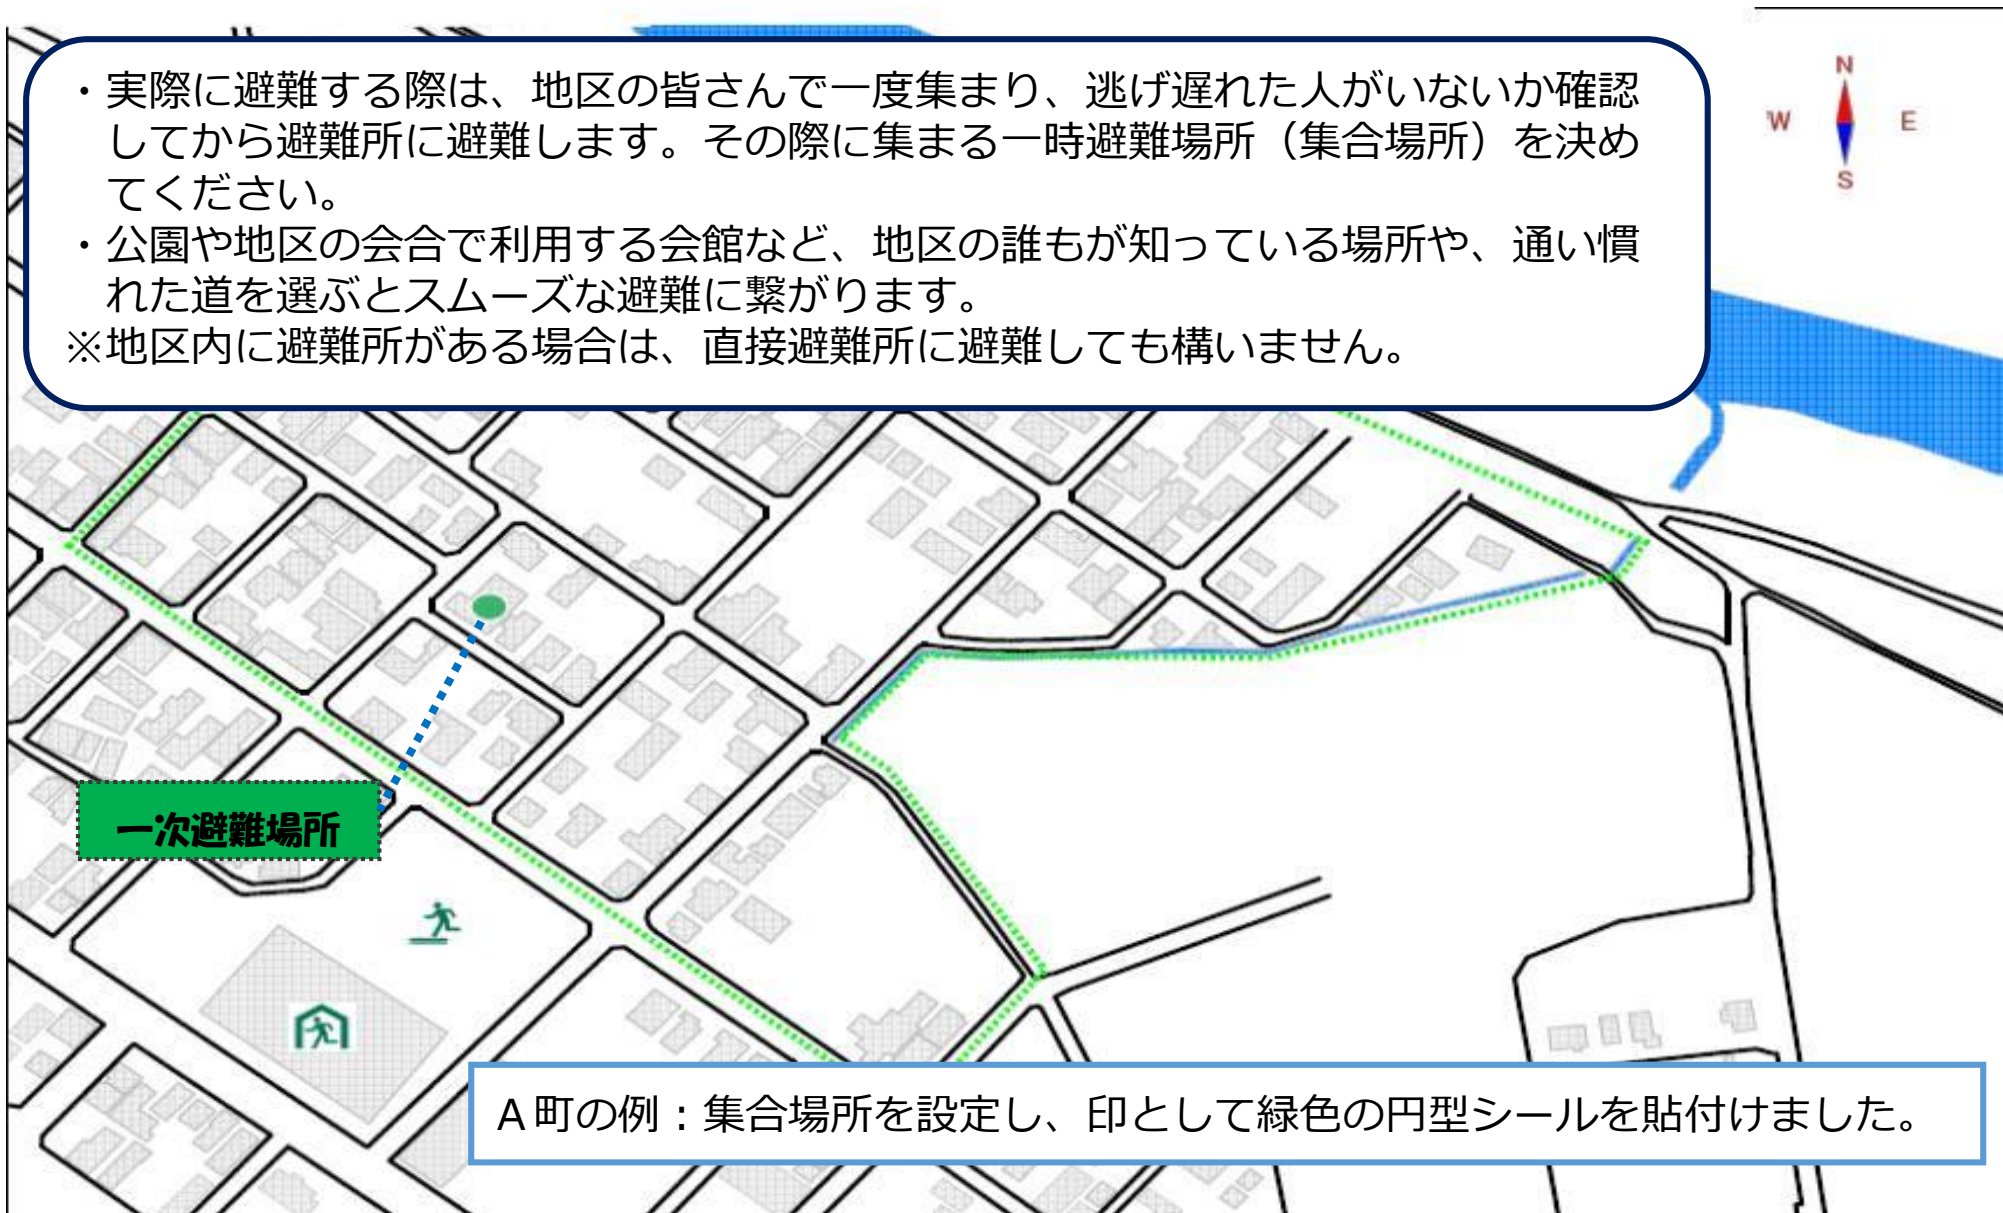 ・実際に避難する際は、地区の皆さんで一度集まり、逃げ遅れた人がいないか確認
してから避難所に避難します。その際に集まる一時避難場所（集合場所）を決め
てください。
・公園や地区の会合で利用する会館など、地区の誰もが知っている場所や、通い慣
れた道を選ぶとスムーズな避難に繋がります。
※地区内に避難所がある場合は、直接避難所に避難しても構いません。
N
W
E
S
一次避難場所
A町の例：集合場所を設定し、印として緑色の円型シールを貼付けました。